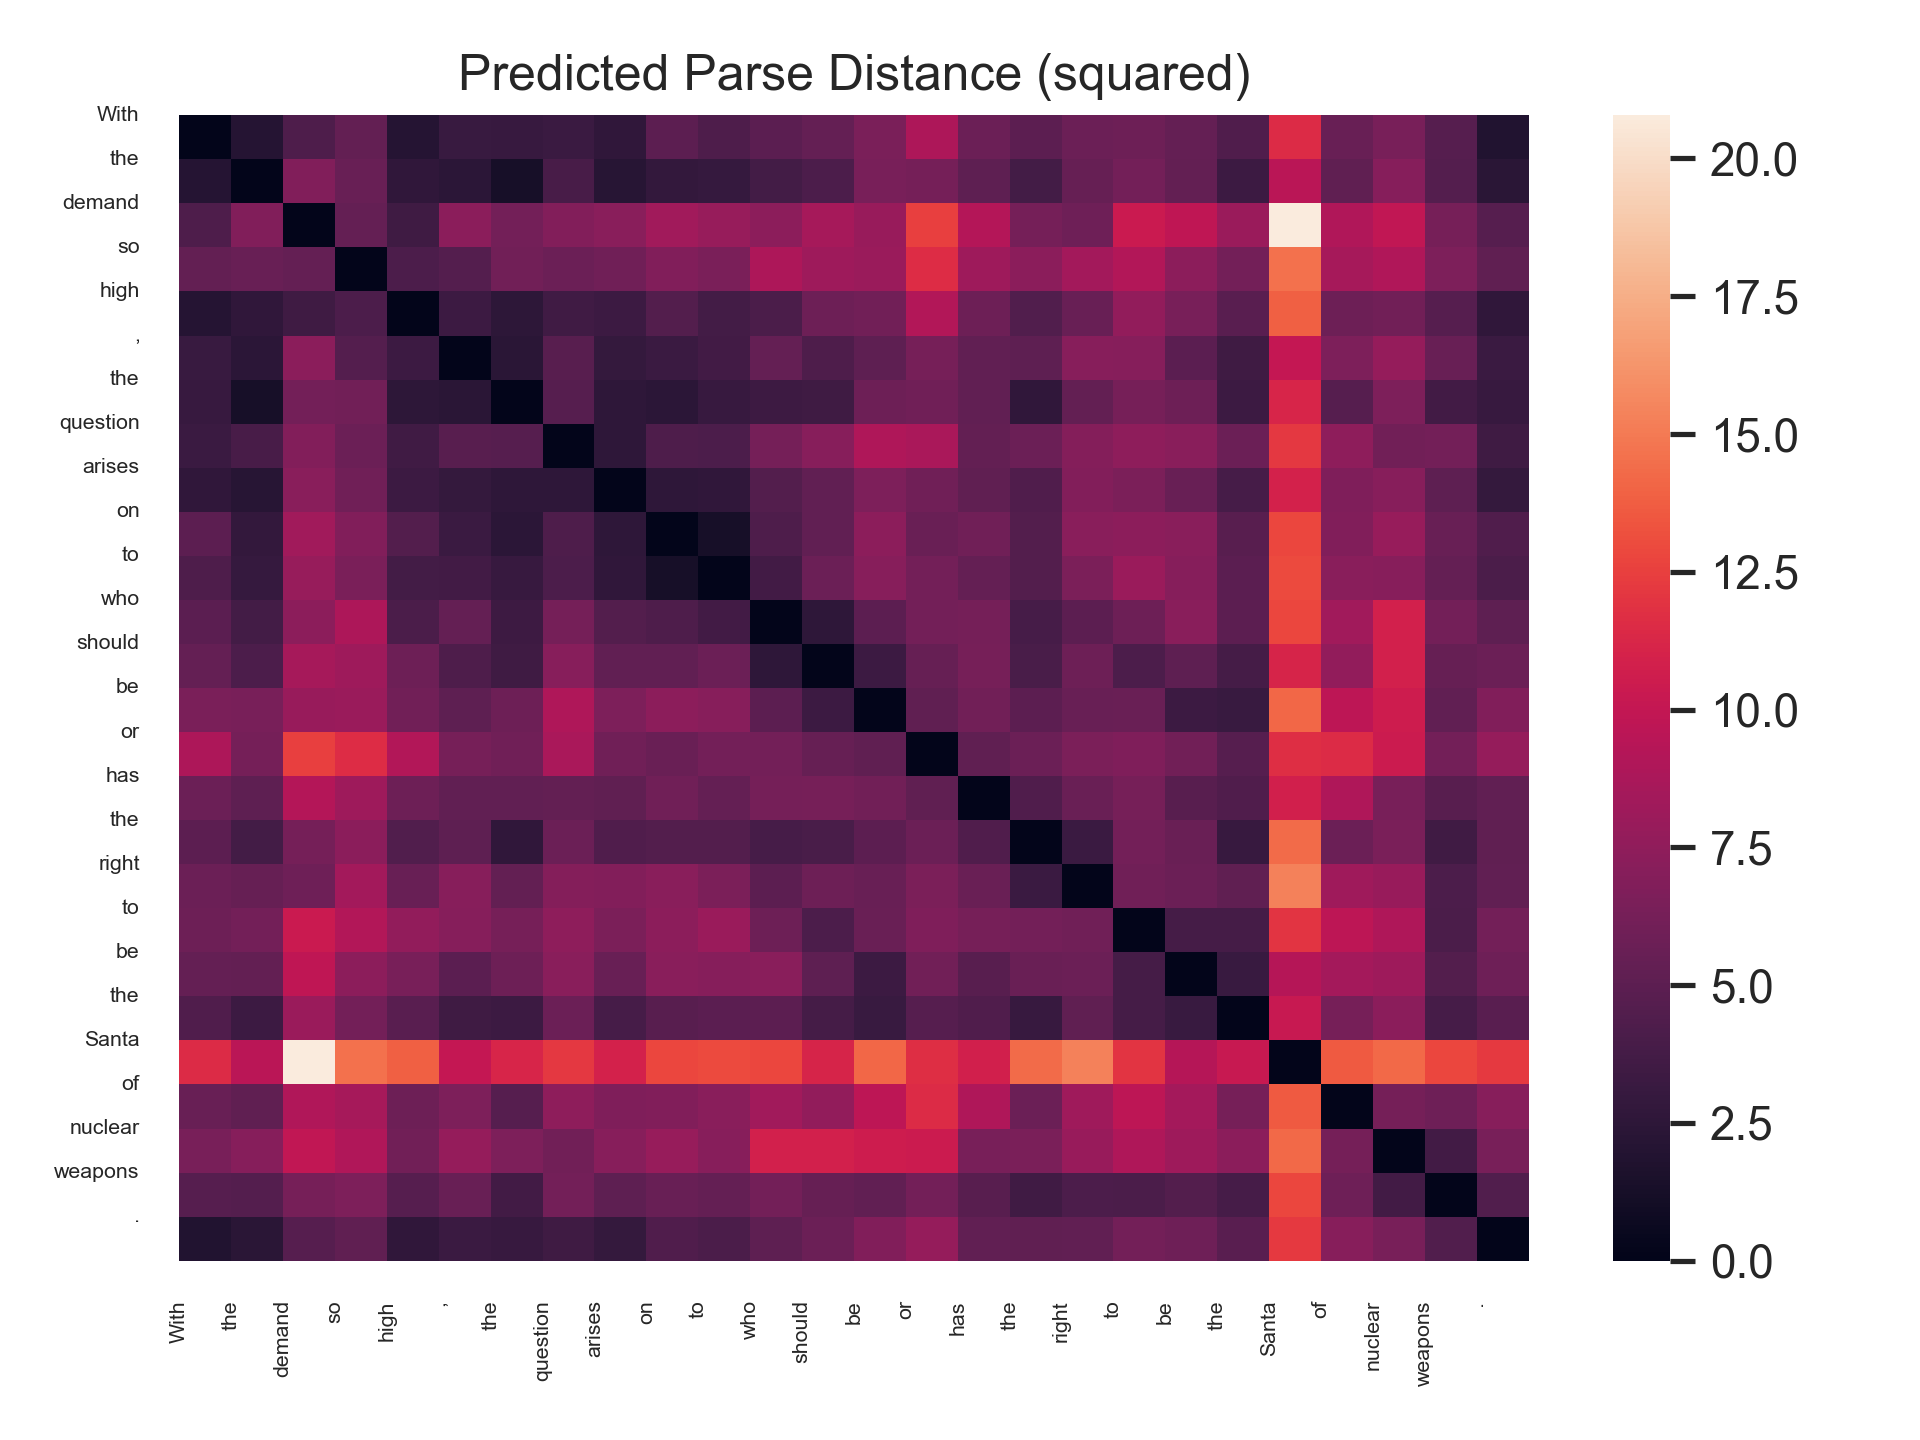 Predicted Parse Distance (squared)
With
the
demand
so
high
,
the
question
arises
on
to
who
should
be
or
has
the
right
to
be
the
Santa
of
nuclear
weapons
.
With
the
demand
so
high
,
the
question
arises
on
to
who
should
be
or
has
the
right
to
be
the
Santa
of
nuclear
weapons
.
20.0
17.5
15.0
12.5
10.0
7.5
5.0
2.5
0.0